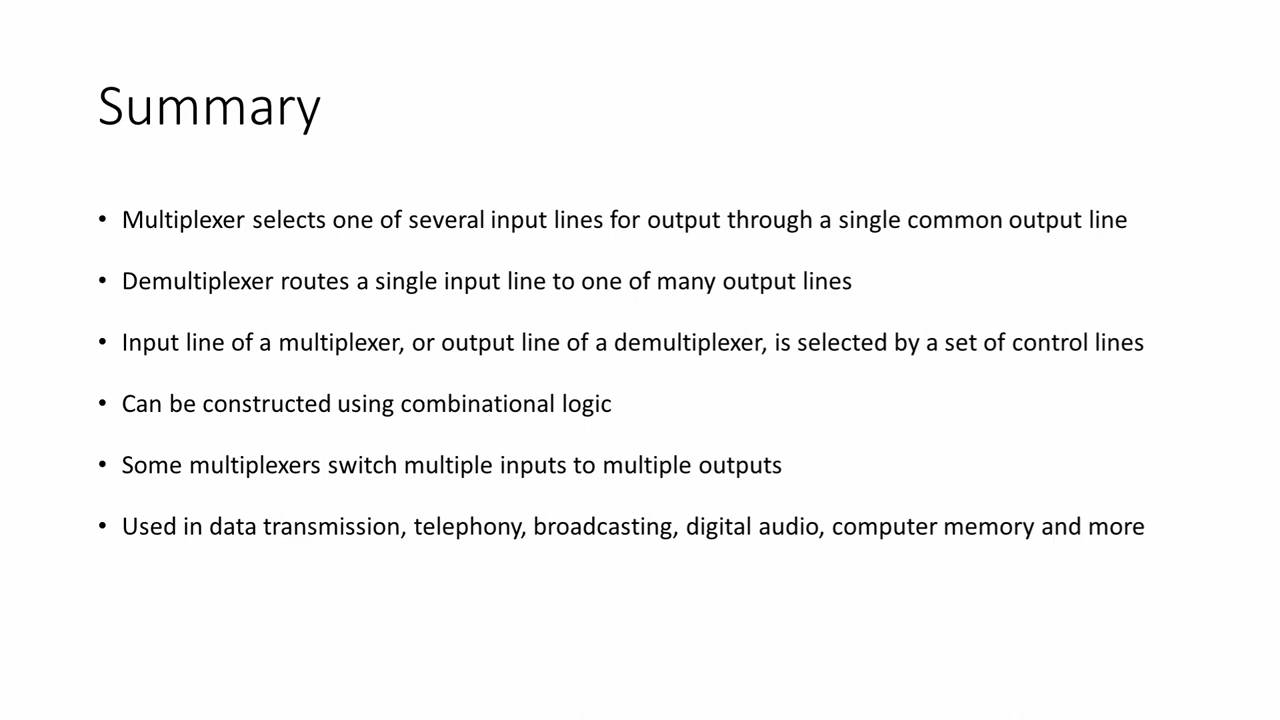 Summary
• Multiplexer selects one of several input lines for output through a single common output line
• Demultiplexer routes a single input line to one of many output lines
• Input line of a multiplexer, or output line of a demultiplexer, is selected by a set of control lines
• Can be constructed using combinational logic
• Some multiplexers switch multiple inputs to multiple outputs
• Used in data transmission, telephony, broadcasting, digital audio, computer memory and more